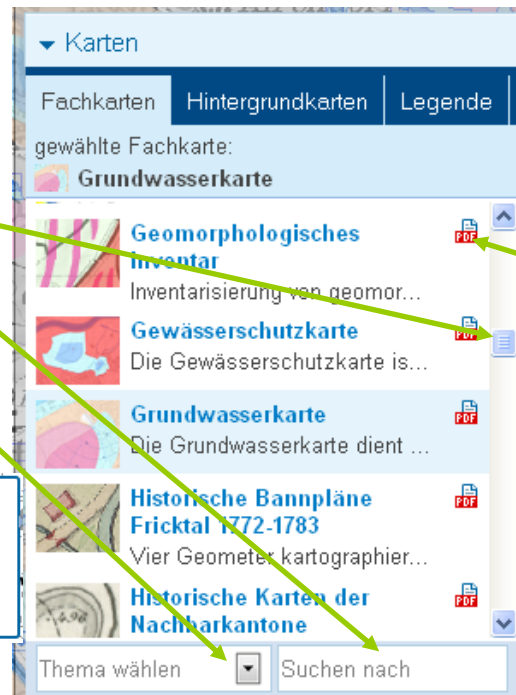 Karten
Fachkarten Hintergrundkarten Legende
gewählte Fachkarte:
Grundwasserkarte
Geomorphologisches
Inventar
PDF
Inventarisierung von geomor...
Gewässerschutzkarte
PDF
Die Gewässerschutzkarte is...
Grundwasserkarte
PDF
Die Grundwasserkarte dient ...
Historische Bannpläne
Fricktal 1772-1783
PDF
Vier Geometer kartographier...
Historische Karten der
Nachbarkantone
PDF
Thema wählen
Suchen nach